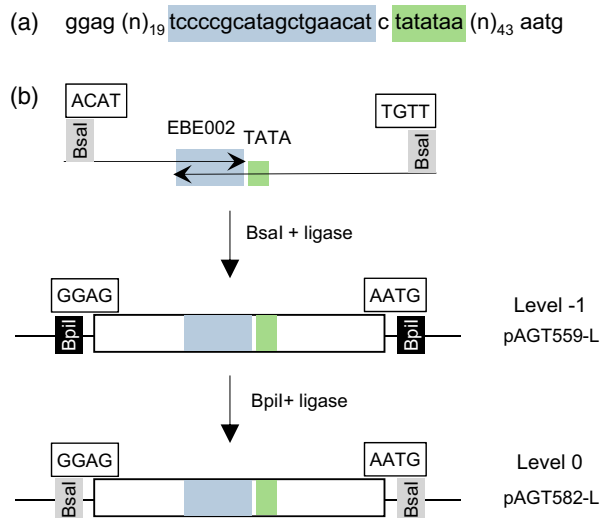 (a) ggag (n)19 tccccgcatagctgaacat c tatataa (n)43 aatg
(b)
ACAT
TGTT
BsaI
EBE002
TATA
BsaI
BsaI + ligase
GGAG
AATG
BpiI
BpiI
Level -1
pAGT559-L
BpiI+ ligase
GGAG
AATG
BsaI
BsaI
Level 0
pAGT582-L